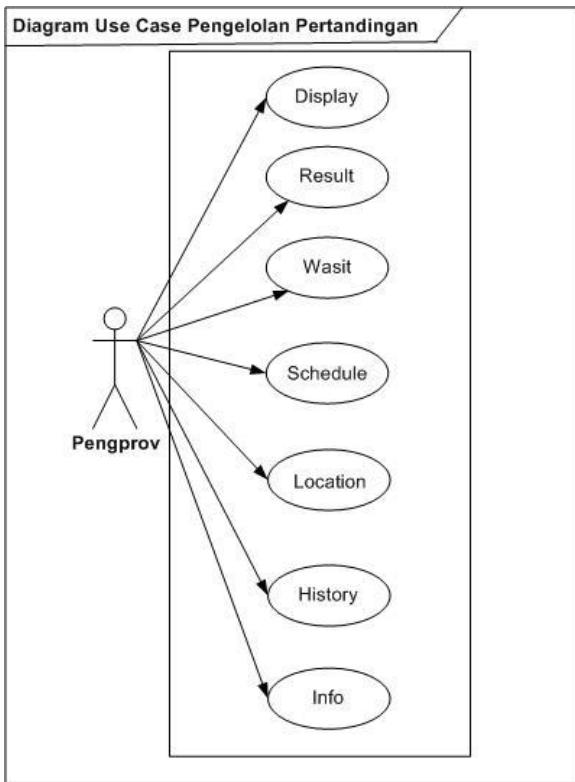 Diagram Use Case Pengelolan Pertandingan
Display
Result
Wasit
Schedule
Pengprov
Location
History
Info